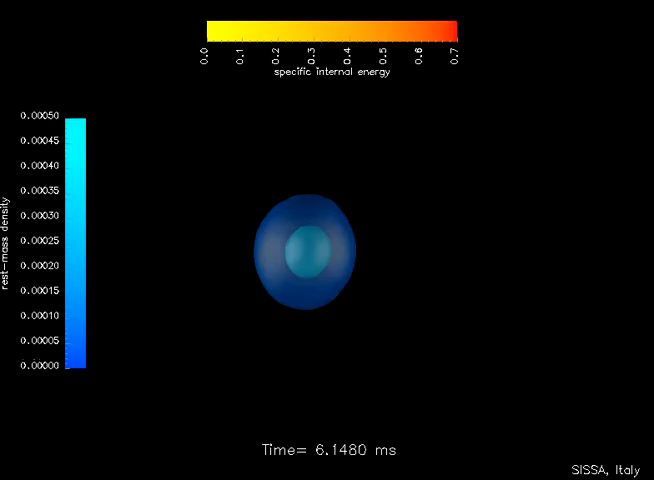 0.0 0.1 0.2 0.3 0.4 0.5 0.6 0.7
specific internal energy
0.00050
0.00045
0.00040
0.00035
0.00030
0.00025
0.00020
0.00015
0.00010
0.00005
0.00000
rest-mass density
Time= 6.1480 ms
SISSA, Italy